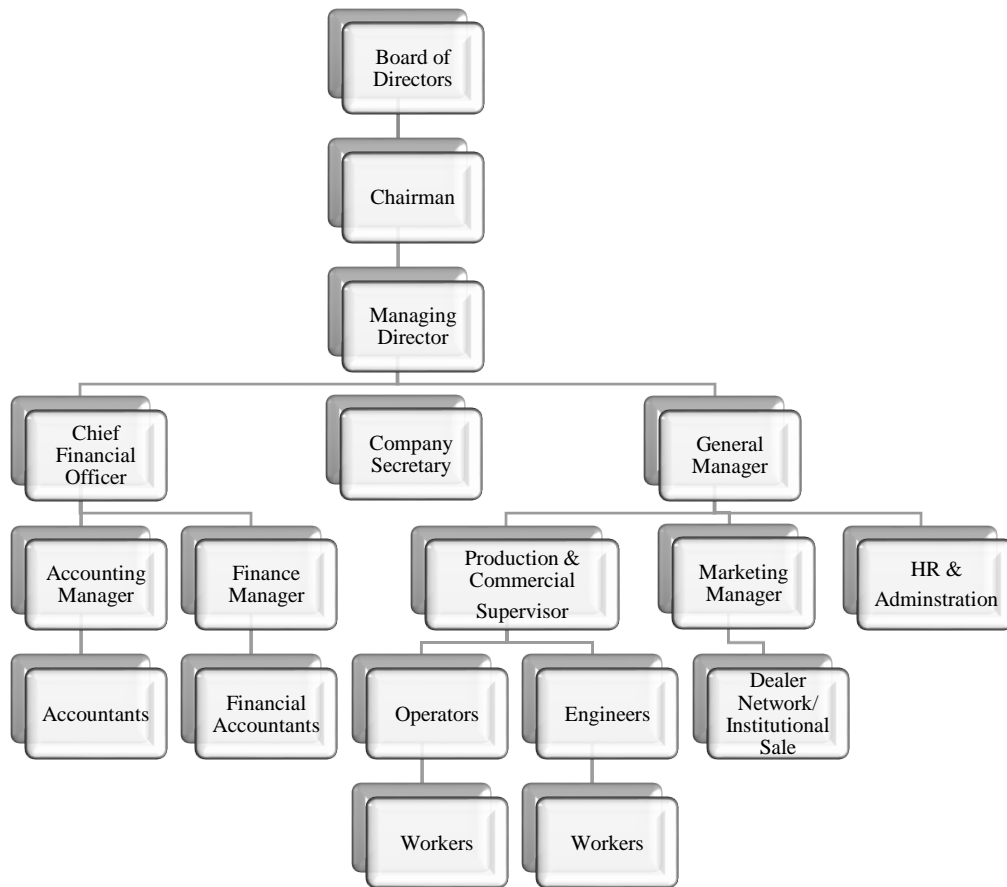 Board of
Directors
Chairman
Managing
Director
Chief
Financial
Officer
Company
Secretary
General
Manager
Accounting
Manager
Finance
Manager
Production &
Commercial
Supervisor
Marketing
Manager
HR &
Adminstration
Accountants
Financial
Accountants
Operators
Engineers
Dealer
Network/
Institutional
Sale
Workers
Workers